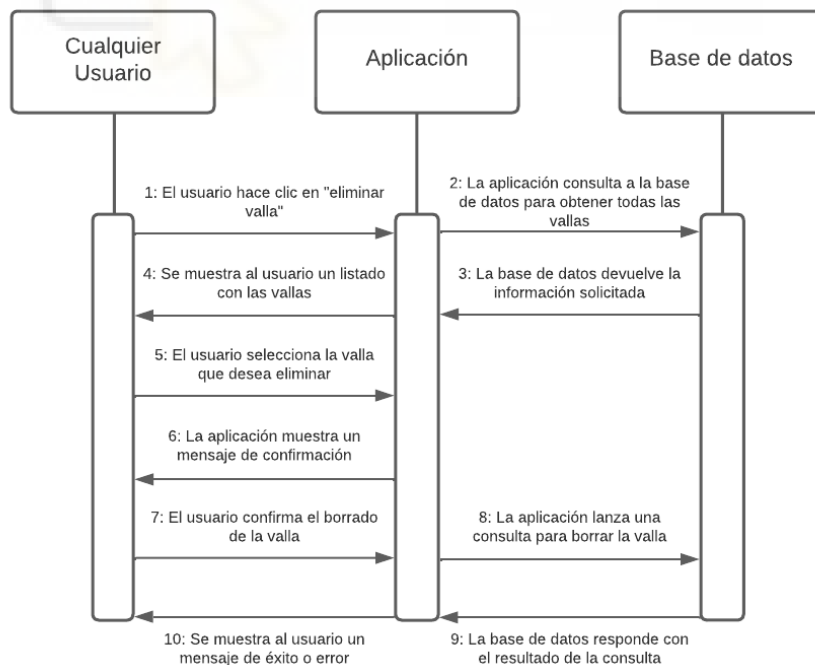 Cualquier
Usuario
Aplicación
Base de datos
1: El usuario hace clic en "eliminar
valla"
2: La aplicación consulta a la base
de datos para obtener todas las
vallas
4: Se muestra al usuario un listado
con las vallas
3: La base de datos devuelve la
información solicitada
5: El usuario selecciona la valla
que desea eliminar
6: La aplicación muestra un
mensaje de confirmación
7: El usuario confirma el borrado
de la valla
8: La aplicación lanza una
consulta para borrar la valla
10: Se muestra al usuario un
mensaje de éxito o error
9: La base de datos responde con
el resultado de la consulta